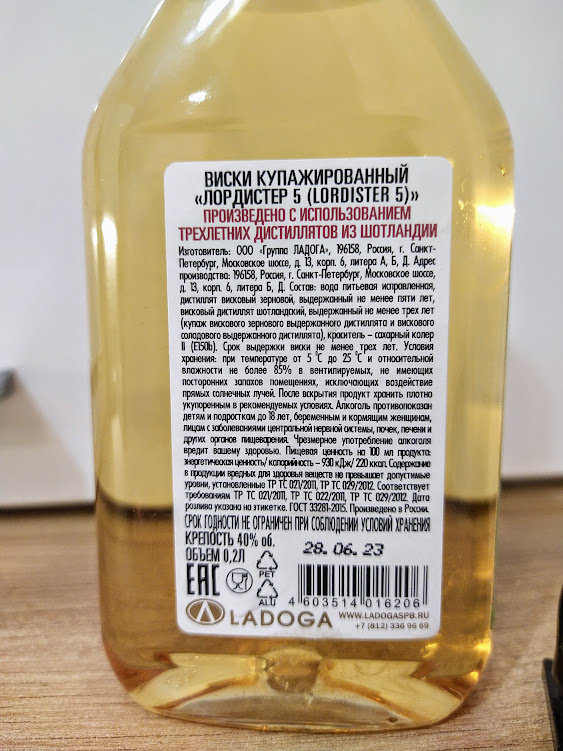 ВИСКИ КУПАЖИРОВАННЫЙ
«ЛОРДИСТЕР 5 (LORDISTER 5)»
ПРОИЗВЕДЕНО С ИСПОЛЬЗОВАНИЕМ
ТРЕХЛЕТНИХ ДИСТИЛЛЯТОВ ИЗ ШОТЛАНДИИ
Изготовитель: ООО «Группа ЛАДОГА», 196158, Россия, г. Санкт-
Петербург, Московское шоссе, д. 13, корп. 6, литера А, Б, Д. Адрес
производства: 196158, Россия, г. Санкт-Петербург, Московское шоссе,
д. 13, корп. 6, литера Б, Д. Состав: вода питьевая исправленная,
дистиллят висковый зерновой, выдержанный не менее пяти лет,
висковый дистиллят шотландский, выдержанный не менее трех лет
(купаж вискового зернового выдержанного дистиллята и вискового
солодового выдержанного дистиллята), краситель – сахарный колер
II (E150b). Срок выдержки виски не менее трех лет. Условия
хранения: при температуре от 5 ˚С до 25 ˚С и относительной
влажности не более 85% в вентилируемых, не имеющих
посторонних запахов помещениях, исключающих воздействие
прямых солнечных лучей. После вскрытия продукт хранить плотно
укупоренным в рекомендуемых условиях. Алкоголь противопоказан
детям и подросткам до 18 лет, беременным и кормящим женщинам,
лицам с заболеваниями центральной нервной системы, почек, печени и
других органов пищеварения. Чрезмерное употребление алкоголя
вредит вашему здоровью. Пищевая ценность на 100 мл продукта:
энергетическая ценность/ калорийность – 930 кДж/ 220 ккал. Содержание
в продукции вредных для здоровья веществ не превышает допустимые
уровни, установленные ТР ТС 021/2011, ТР ТС 029/2012. Соответствует
требованиям ТР ТС 021/2011, ТР ТС 022/2011, ТР ТС 029/2012. Дата
розлива указана на этикетке. ГОСТ 33281-2015. Произведено в России.
СРОК ГОДНОСТИ НЕ ОГРАНИЧЕН ПРИ СОБЛЮДЕНИИ УСЛОВИЙ ХРАНЕНИЯ
КРЕПОСТЬ 40% об.
ОБЪЕМ 0,2Л
28.06.23
EAC
PET
ALU
4 603514 016206
LADOGA
WWW.LADOGASPB.RU
+7 (812) 336 96 69